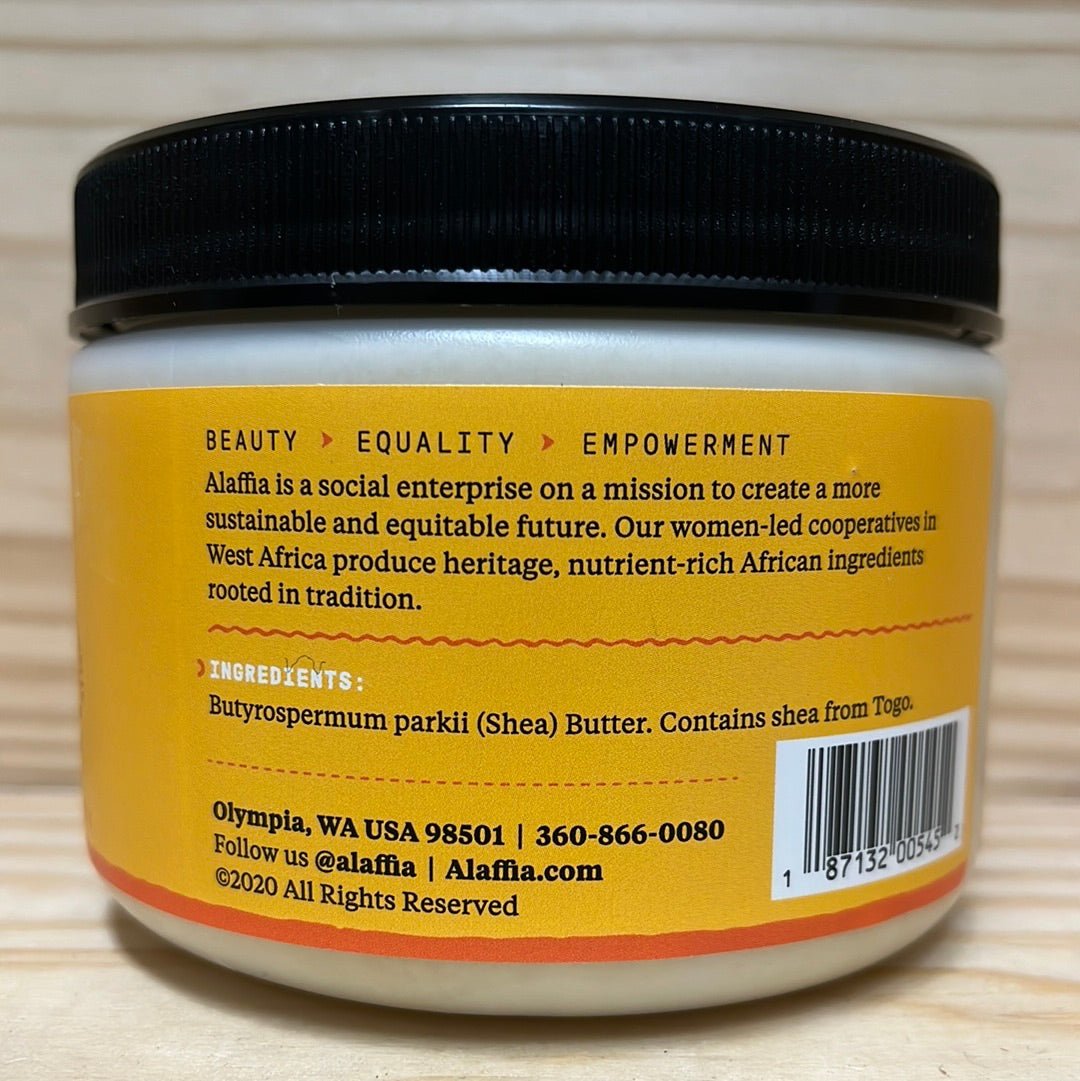 BEAUTY > EQUALITY > EMPOWERMENT
Alaffia is a social enterprise on a mission to create a more
sustainable and equitable future. Our women-led cooperatives in
West Africa produce heritage, nutrient-rich African ingredients
rooted in tradition.
INGREDIENTS:
Butyrospermum parkii (Shea) Butter. Contains shea from Togo.
Olympia, WA USA 98501 | 360-866-0080
Follow us @alaffia | Alaffia.com
©2020 All Rights Reserved
1 87132 00545 2